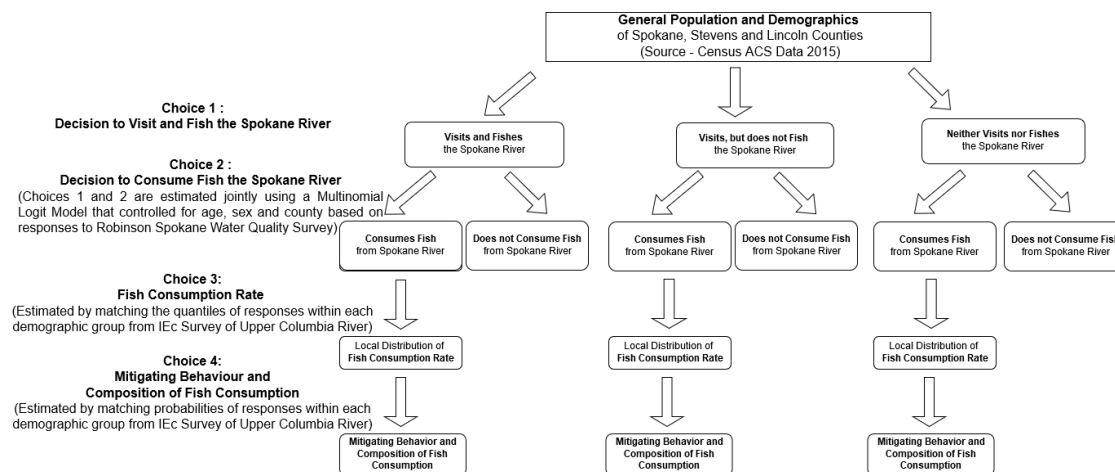 General Population and Demographics
of Spokane, Stevens and Lincoln Counties
(Source - Census ACS Data 2015)
Choice 1 :
Decision to Visit and Fish the Spokane River
Visits and Fishes
the Spokane River
Visits, but does not Fish
the Spokane River
Neither Visits nor Fishes
the Spokane River
Choice 2 :
Decision to Consume Fish the Spokane River
(Choices 1 and 2 are estimated jointly using a Multinomial
Logit Model that controlled for age, sex and county based on
responses to Robinson Spokane Water Quality Survey)
Consumes Fish
from Spokane River
Does not Consume Fish
from Spokane River
Consumes Fish
from Spokane River
Does not Consume Fish
from Spokane River
Consumes Fish
from Spokane River
Does not Consume Fish
from Spokane River
Choice 3:
Fish Consumption Rate
(Estimated by matching the quantiles of responses within each
demographic group from IEc Survey of Upper Columbia River)
Local Distribution of
Fish Consumption Rate
Local Distribution of
Fish Consumption Rate
Local Distribution of
Fish Consumption Rate
Choice 4:
Mitigating Behaviour and
Composition of Fish Consumption
(Estimated by matching probabilities of responses within each
demographic group from IEc Survey of Upper Columbia River)
Mitigating Behavior and
Composition of Fish
Consumption
Mitigating Behavior and
Composition of Fish
Consumption
Mitigating Behavior and
Composition of Fish
Consumption